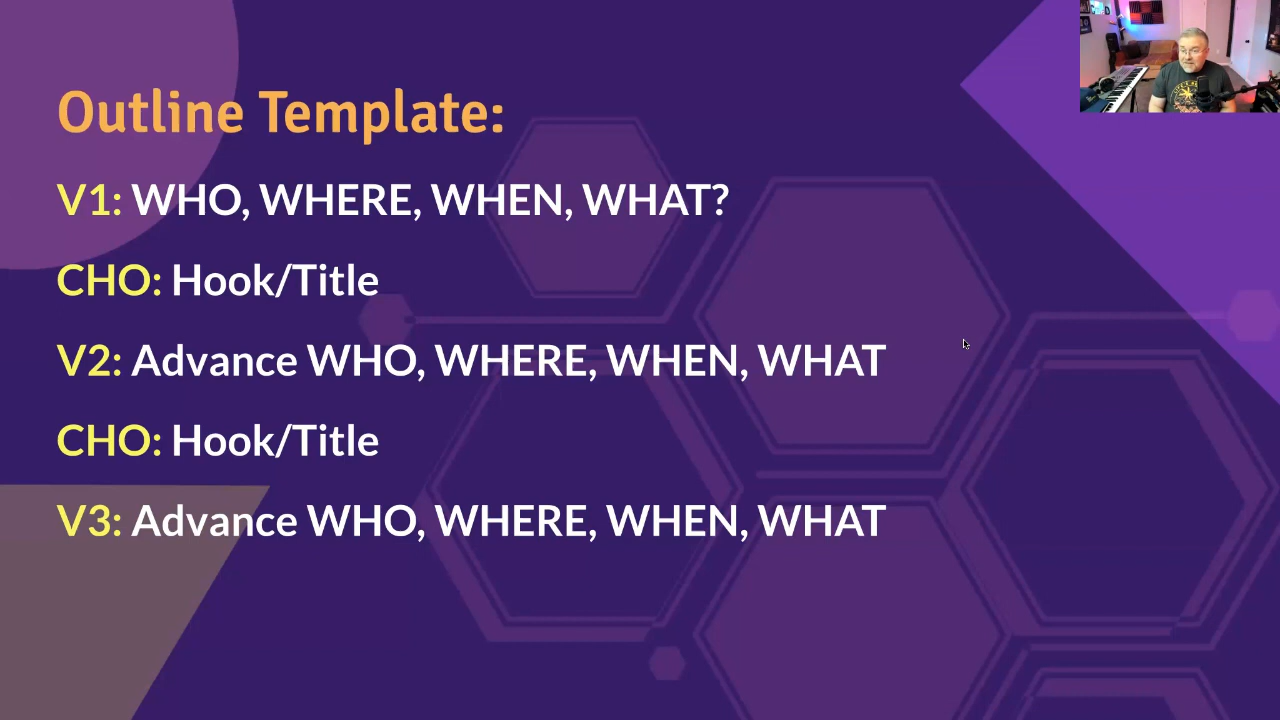 Outline Template:
V1: WHO, WHERE, WHEN, WHAT?
CHO: Hook/Title
V2: Advance WHO, WHERE, WHEN, WHAT
CHO: Hook/Title
V3: Advance WHO, WHERE, WHEN, WHAT